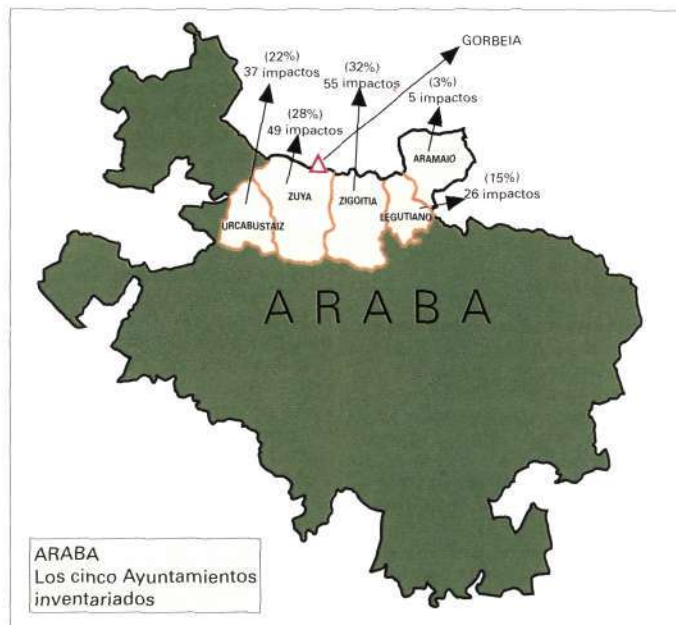 GORBEIA
(22%)
37 impactos
(32%)
55 impactos
(3%)
5 impactos
(28%)
49 impactos
ARAMAIO
(15%)
26 impactos
ZUYA
ZIGOITIA
LEGUTIANO
URCABUSTAIZ
ARABA
ARABA
Los cinco Ayuntamientos
inventariados